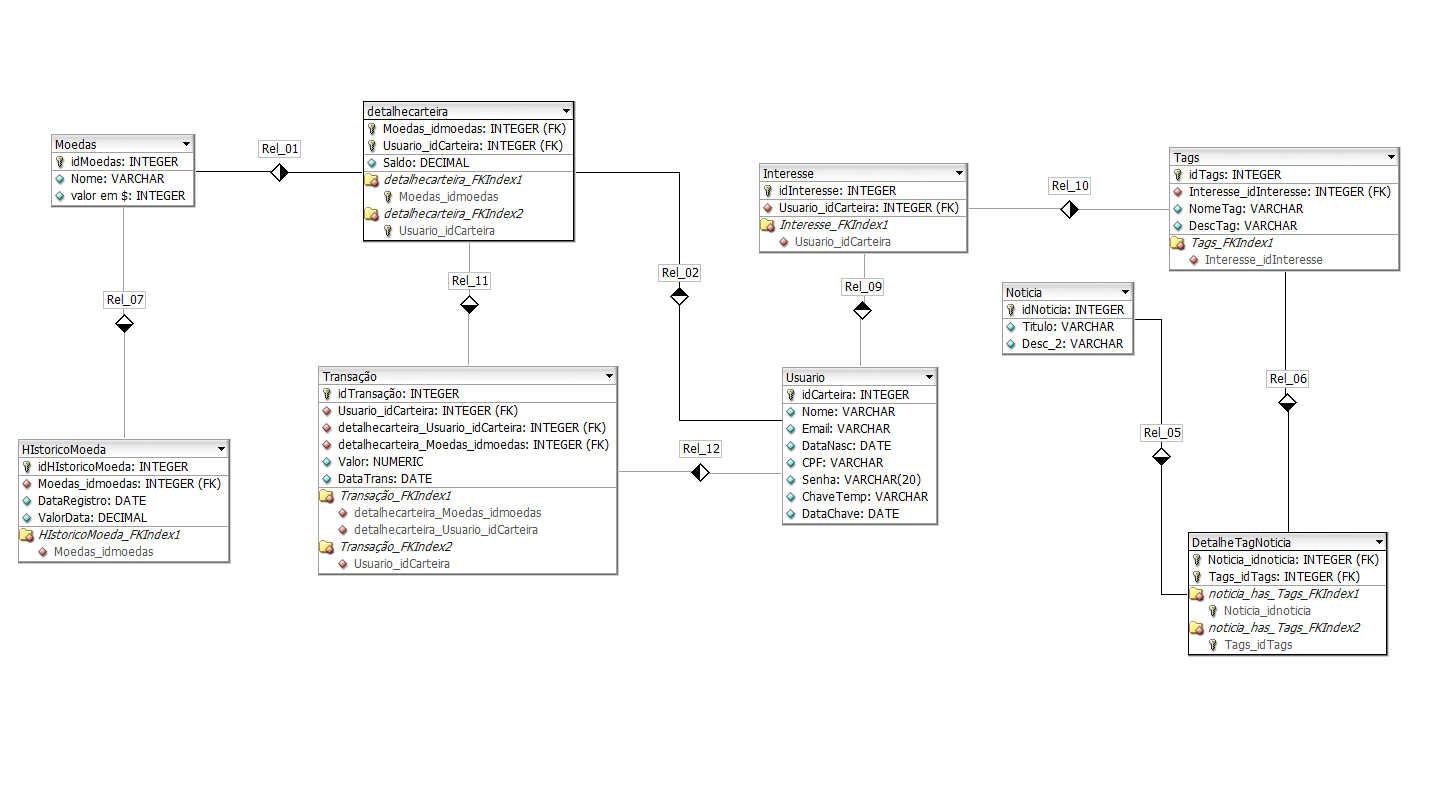 Moedas
idMoedas: INTEGER
Nome: VARCHAR
valor em $: INTEGER
Rel_01
detalhecarteira
Moedas_idmoedas: INTEGER (FK)
Usuario_idCarteira: INTEGER (FK)
Saldo: DECIMAL
detalhecarteira_FKIndex1
Moedas_idmoedas
detalhecarteira_FKIndex2
Usuario_idCarteira
Interesse
idInteresse: INTEGER
Usuario_idCarteira: INTEGER (FK)
Interesse_FKIndex1
Usuario_idCarteira
Rel_10
Tags
idTags: INTEGER
Interesse_idInteresse: INTEGER (FK)
NomeTag: VARCHAR
DescTag: VARCHAR
Tags_FKIndex1
Interesse_idInteresse
Rel_07
Rel_11
Rel_02
Rel_09
Noticia
idNoticia: INTEGER
Titulo: VARCHAR
Desc_2: VARCHAR
Rel_06
Transação
idTransação: INTEGER
Usuario_idCarteira: INTEGER (FK)
detalhecarteira_Usuario_idCarteira: INTEGER (FK)
detalhecarteira_Moedas_idmoedas: INTEGER (FK)
Valor: NUMERIC
DataTrans: DATE
Transação_FKIndex1
detalhecarteira_Moedas_idmoedas
detalhecarteira_Usuario_idCarteira
Transação_FKIndex2
Usuario_idCarteira
Rel_12
Usuario
idCarteira: INTEGER
Nome: VARCHAR
Email: VARCHAR
DataNasc: DATE
CPF: VARCHAR
Senha: VARCHAR(20)
ChaveTemp: VARCHAR
DataChave: DATE
Rel_05
HIstoricoMoeda
idHIstoricoMoeda: INTEGER
Moedas_idmoedas: INTEGER (FK)
DataRegistro: DATE
ValorData: DECIMAL
HIstoricoMoeda_FKIndex1
Moedas_idmoedas
DetalheTagNoticia
Noticia_idnoticia: INTEGER (FK)
Tags_idTags: INTEGER (FK)
noticia_has_Tags_FKIndex1
Noticia_idnoticia
noticia_has_Tags_FKIndex2
Tags_idTags